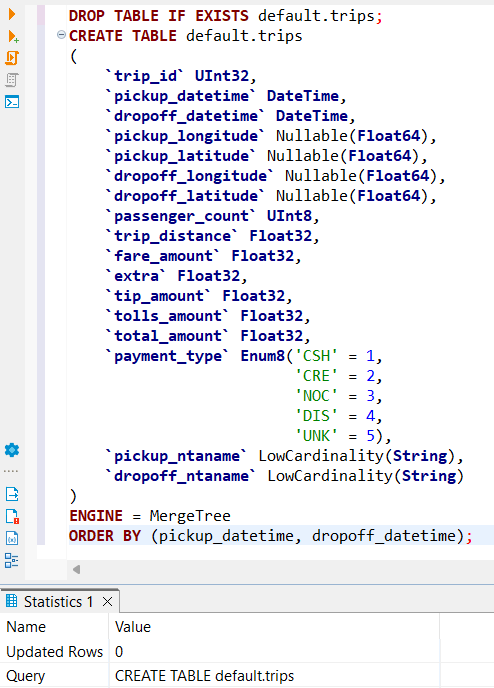 DROP TABLE IF EXISTS default.trips;
CREATE TABLE default.trips
(
    `trip_id` UInt32,
    `pickup_datetime` DateTime,
    `dropoff_datetime` DateTime,
    `pickup_longitude` Nullable(Float64),
    `pickup_latitude` Nullable(Float64),
    `dropoff_longitude` Nullable(Float64),
    `dropoff_latitude` Nullable(Float64),
    `passenger_count` UInt8,
    `trip_distance` Float32,
    `fare_amount` Float32,
    `extra` Float32,
    `tip_amount` Float32,
    `tolls_amount` Float32,
    `total_amount` Float32,
    `payment_type` Enum8('CSH' = 1,
                         'CRE' = 2,
                         'NOC' = 3,
                         'DIS' = 4,
                         'UNK' = 5),
    `pickup_ntaname` LowCardinality(String),
    `dropoff_ntaname` LowCardinality(String)
)
ENGINE = MergeTree
ORDER BY (pickup_datetime, dropoff_datetime);
Statistics 1
Name Value
Updated Rows 0
Query CREATE TABLE default.trips